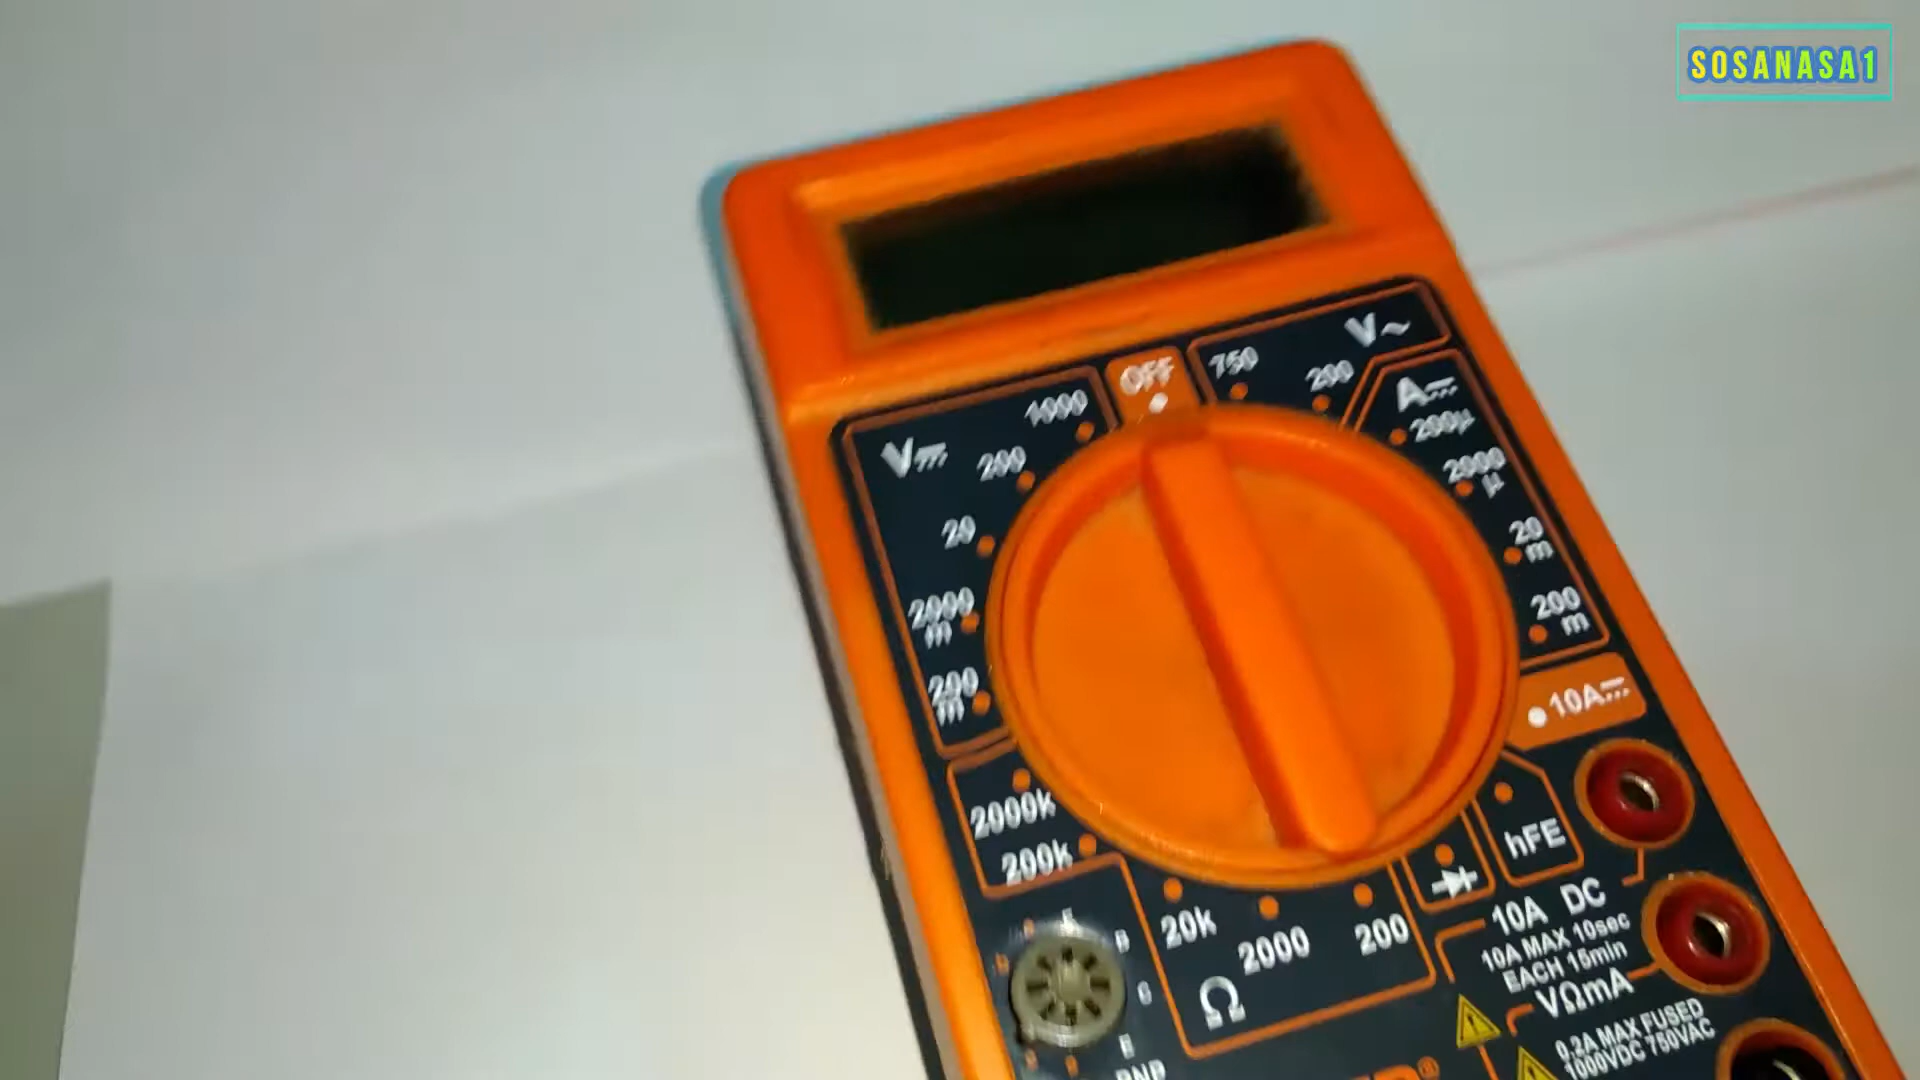 SOSANASA1
OFF
750
200
V~
A
200µ
2000
µ
20
m
200
m
10A
V
1000
200
20
2000
m
200
m
2000k
200k
20k
2000
200
Ω
hFE
10A DC
10A MAX 10sec
EACH 15min
VΩmA
0.2A MAX FUSED
1000VDC 750VAC
E
B
C
E
PNP